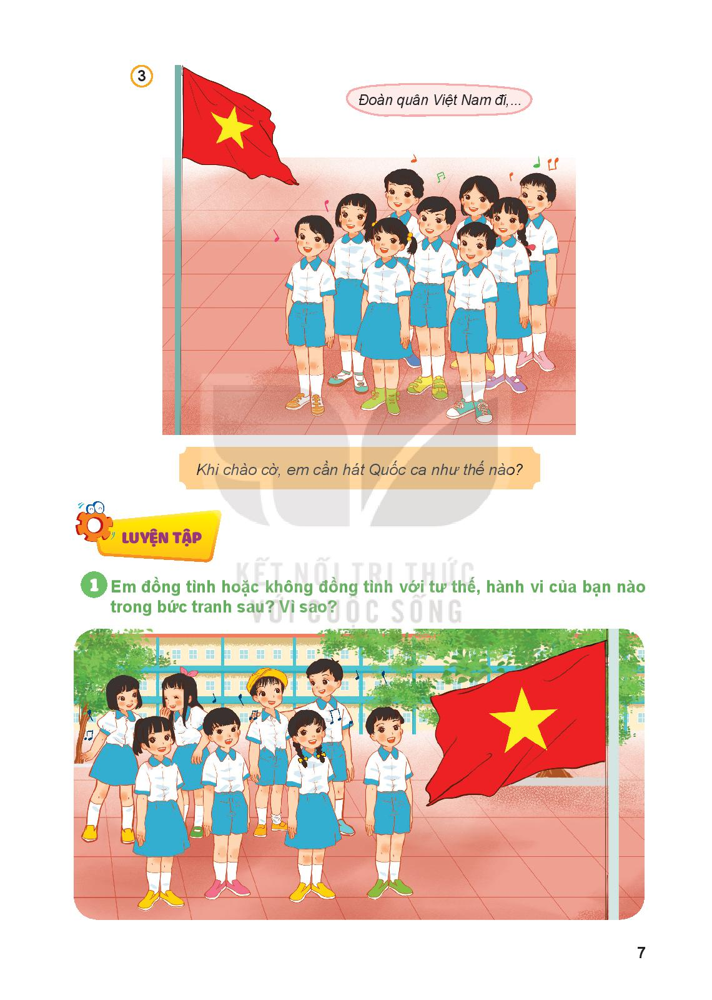 3
Đoàn quân Việt Nam đi,...
Khi chào cờ, em cần hát Quốc ca như thế nào?
LUYỆN TẬP
1 Em đồng tình hoặc không đồng tình với tư thế, hành vi của bạn nào
trong bức tranh sau? Vì sao?
KẾT NỐI TRI THỨC
VỚI CUỘC SỐNG
7